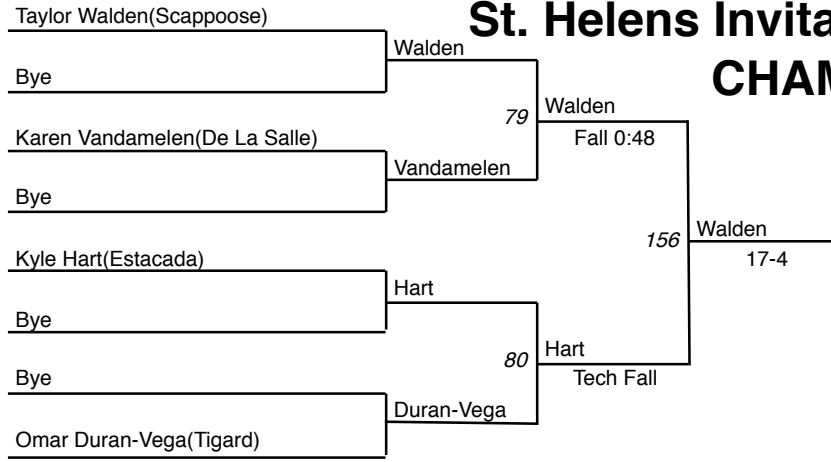 St. Helens Invita
CHAM
Taylor Walden(Scappoose)
Walden
Bye
79
Walden
Fall 0:48
Karen Vandamelen(De La Salle)
Vandamelen
Bye
156
Walden
17-4
Kyle Hart(Estacada)
Hart
Bye
80
Hart
Tech Fall
Bye
Duran-Vega
Omar Duran-Vega(Tigard)